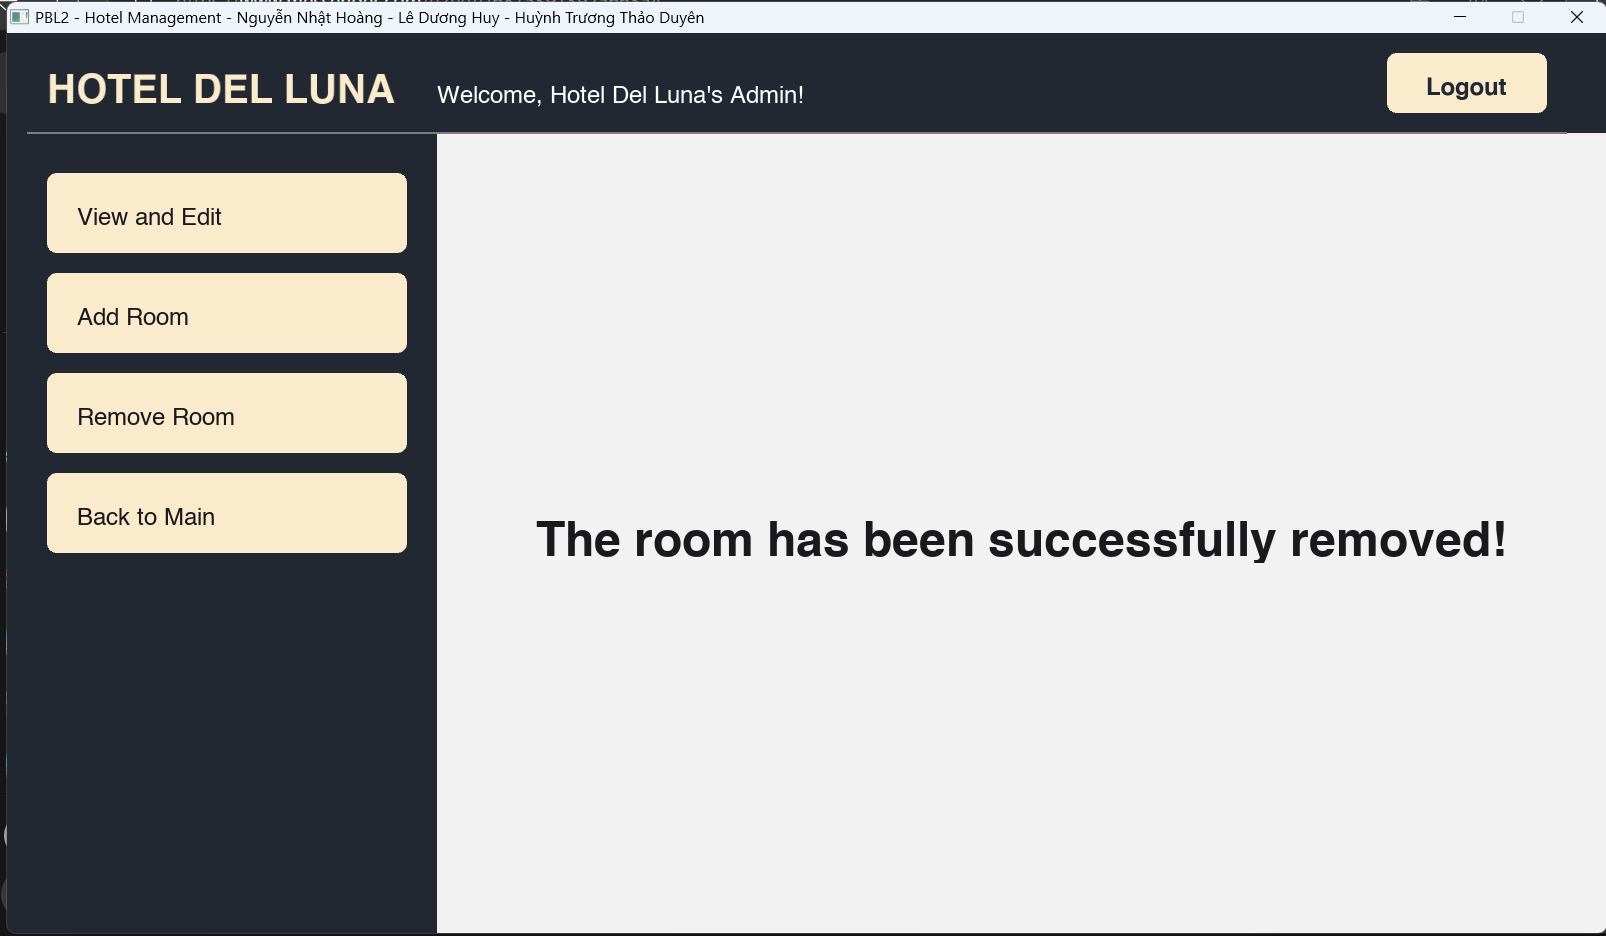 PBL2 - Hotel Management - Nguyễn Nhật Hoàng - Lê Dương Huy - Huỳnh Trương Thảo Duyên
HOTEL DEL LUNA
Welcome, Hotel Del Luna's Admin!
Logout
View and Edit
Add Room
Remove Room
Back to Main
The room has been successfully removed!